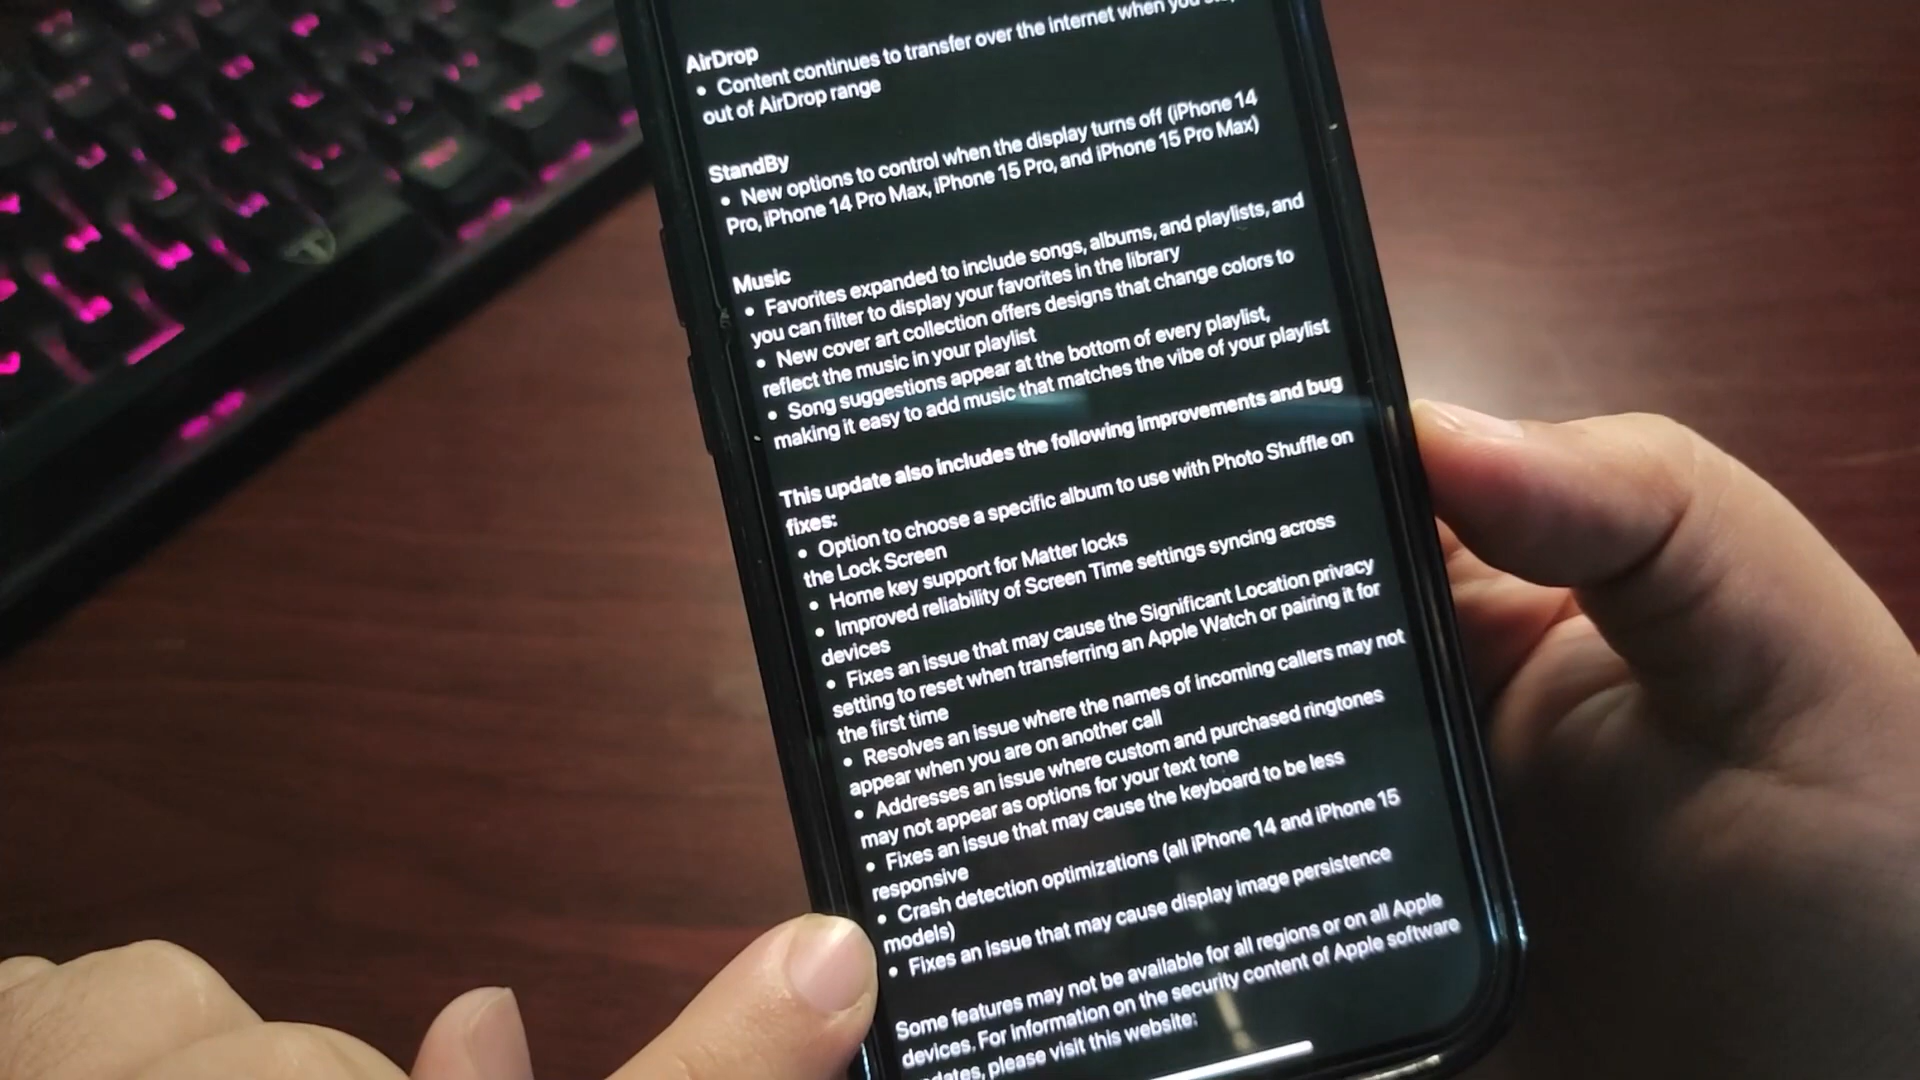 AirDrop
• Content continues to transfer over the internet when you
out of AirDrop range
StandBy
• New options to control when the display turns off (iPhone 14
Pro, iPhone 14 Pro Max, iPhone 15 Pro, and iPhone 15 Pro Max)
Music
• Favorites expanded to include songs, albums, and playlists, and
you can filter to display your favorites in the library
• New cover art collection offers designs that change colors to
reflect the music in your playlist
• Song suggestions appear at the bottom of every playlist,
making it easy to add music that matches the vibe of your playlist
This update also includes the following improvements and bug
fixes:
• Option to choose a specific album to use with Photo Shuffle on
the Lock Screen
• Home key support for Matter locks
• Improved reliability of Screen Time settings syncing across
devices
• Fixes an issue that may cause the Significant Location privacy
setting to reset when transferring an Apple Watch or pairing it for
the first time
• Resolves an issue where the names of incoming callers may not
appear when you are on another call
• Addresses an issue where custom and purchased ringtones
may not appear as options for your text tone
• Fixes an issue that may cause the keyboard to be less
responsive
• Crash detection optimizations (all iPhone 14 and iPhone 15
models)
• Fixes an issue that may cause display image persistence
Some features may not be available for all regions or on all Apple
devices. For information on the security content of Apple software
please visit this website: